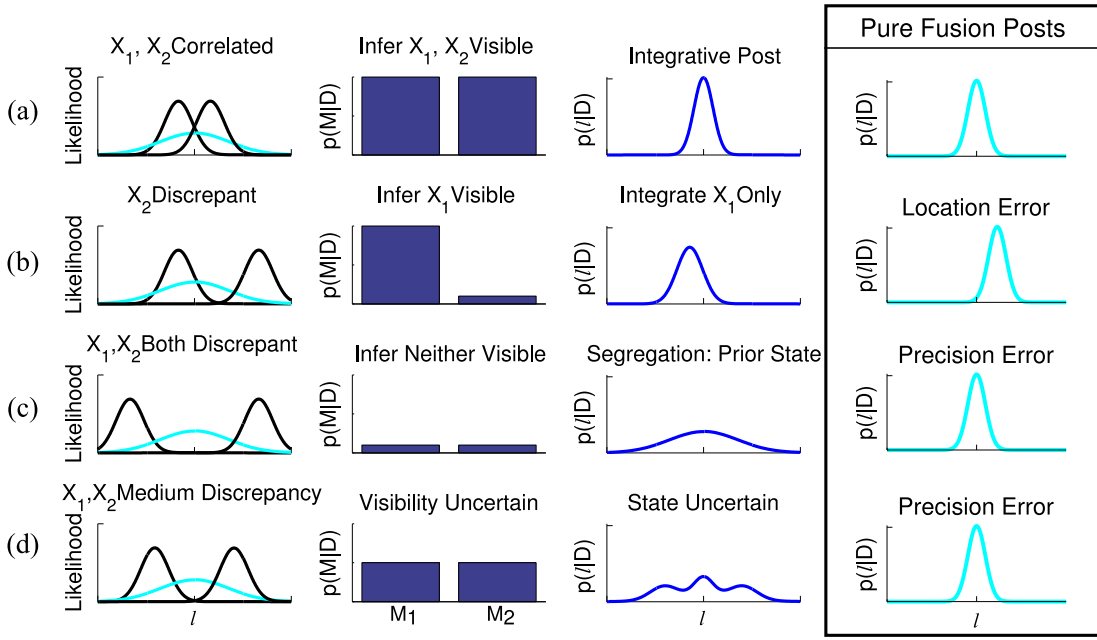 Pure Fusion Posts
X1, X2Correlated
Infer X1, X2Visible
Integrative Post
(a)
Likelihood
p(M|D)
p(l|D)
p(l|D)
X2Discrepant
Infer X1Visible
Integrate X1Only
Location Error
(b)
Likelihood
p(M|D)
p(l|D)
p(l|D)
X1,X2Both Discrepant
Infer Neither Visible
Segregation: Prior State
Precision Error
(c)
Likelihood
p(M|D)
p(l|D)
p(l|D)
X1,X2Medium Discrepancy
Visibility Uncertain
State Uncertain
Precision Error
(d)
Likelihood
p(M|D)
p(l|D)
p(l|D)
l
M1 M2
l
l